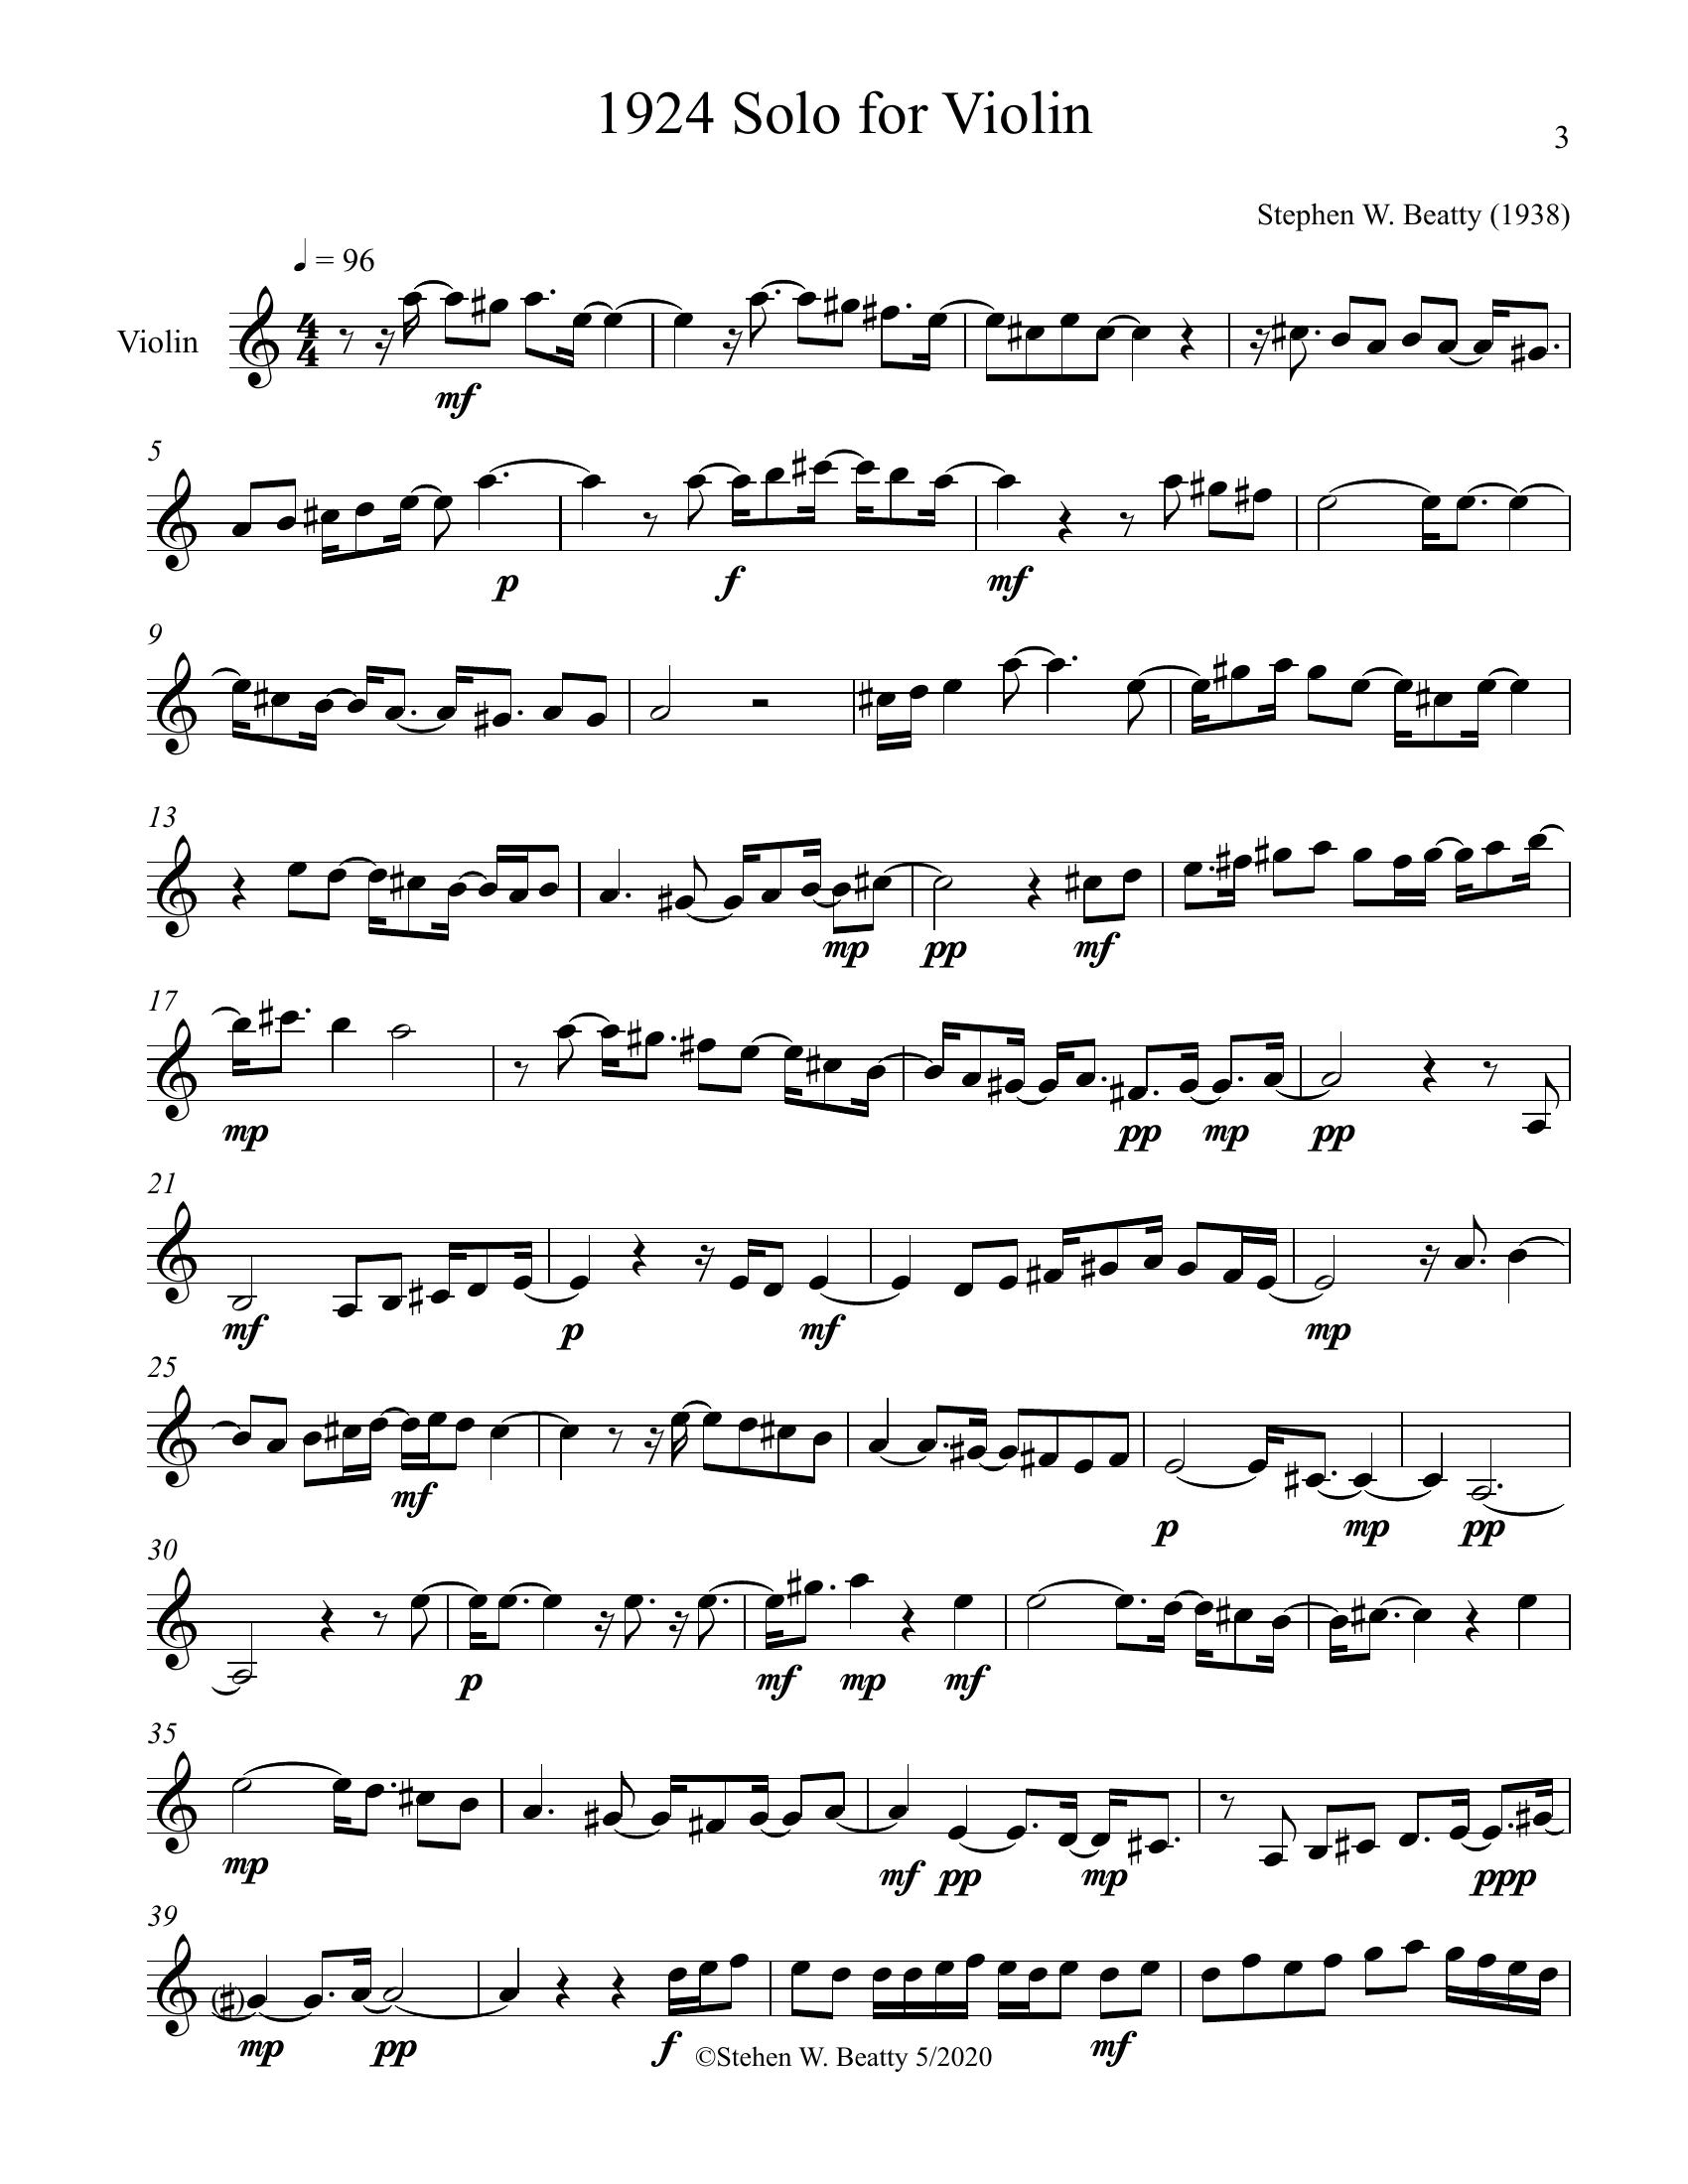 1924 Solo for Violin
3
Stephen W. Beatty (1938)
= 96
Violin
4
4
mf
5
p f mf
9
13
mp pp mf
17
mp pp mp pp
21
mf p mf mp
25
mf p mp pp
30
p mf mp mf
35
mp mf pp mp ppp
39
mp pp f mf
©Stehen W. Beatty 5/2020